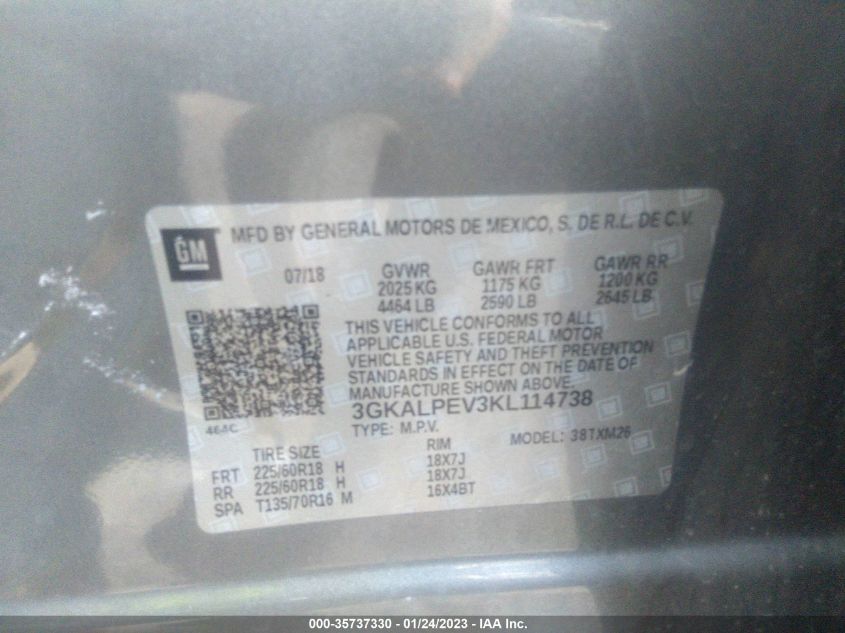 GM MFD BY GENERAL MOTORS DE MEXICO, S. DE R.L. DE C.V.
07/18 GVWR GAWR FRT GAWR RR
2025 KG 1175 KG 1200 KG
4464 LB 2590 LB 2645 LB
THIS VEHICLE CONFORMS TO ALL
APPLICABLE U.S. FEDERAL MOTOR
VEHICLE SAFETY AND THEFT PREVENTION
STANDARDS IN EFFECT ON THE DATE OF
MANUFACTURE SHOWN ABOVE.
3GKALPEV3KL114738
TYPE: M.P.V. MODEL: 38TXM26
TIRE SIZE RIM
FRT 225/60R18 H 18X7J
RR 225/60R18 H 18X7J
SPA T135/70R16 M 16X4BT
000-35737330 - 01/24/2023 - IAA Inc.